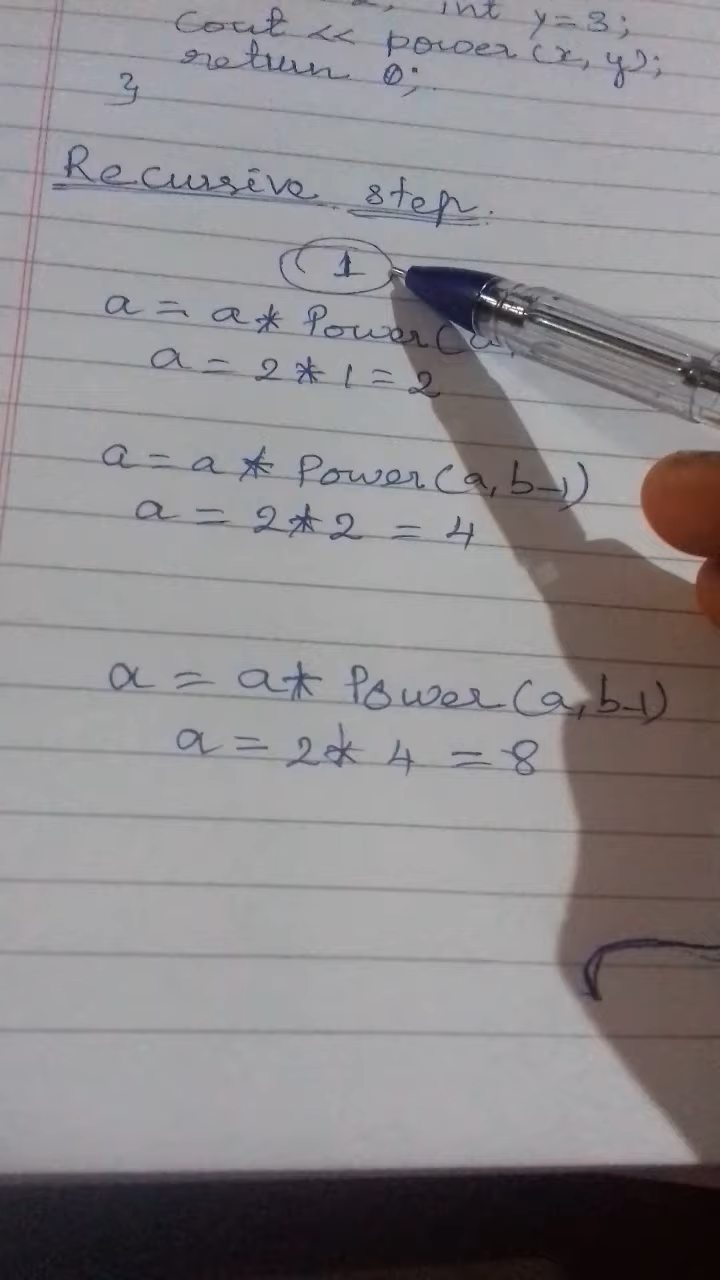 int y=3;
cout << power(x, y);
return 0;
}
Recursive step.
1
a = a * Power(a,
a = 2 * 1 = 2
a = a * Power(a, b-1)
a = 2*2 = 4
a = a* Power(a, b-1)
a = 2* 4 = 8